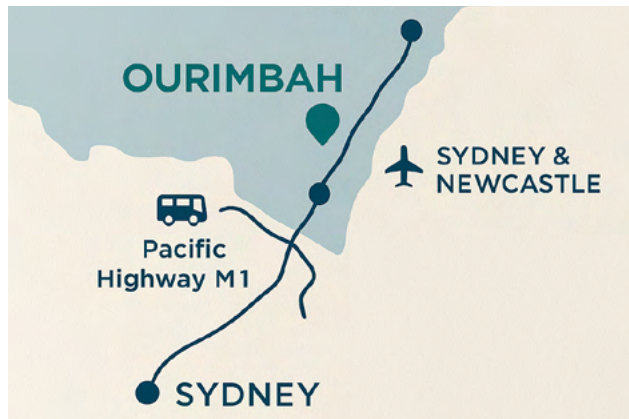 OURIMBAH
SYDNEY &
NEWCASTLE
Pacific
Highway M1
SYDNEY